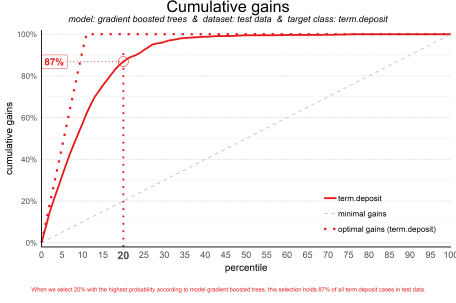 Cumulative gains
model: gradient boosted trees & dataset: test data & target class: term.deposit
cumulative gains
100%
87%
80%
60%
40%
20%
0%
term.deposit
minimal gains
optimal gains (term.deposit)
0 5 10 15 20 25 30 35 40 45 50 55 60 65 70 75 80 85 90 95 100
percentile
When we select 20% with the highest probability according to model gradient boosted trees, this selection holds 87% of all term.deposit cases in test data.